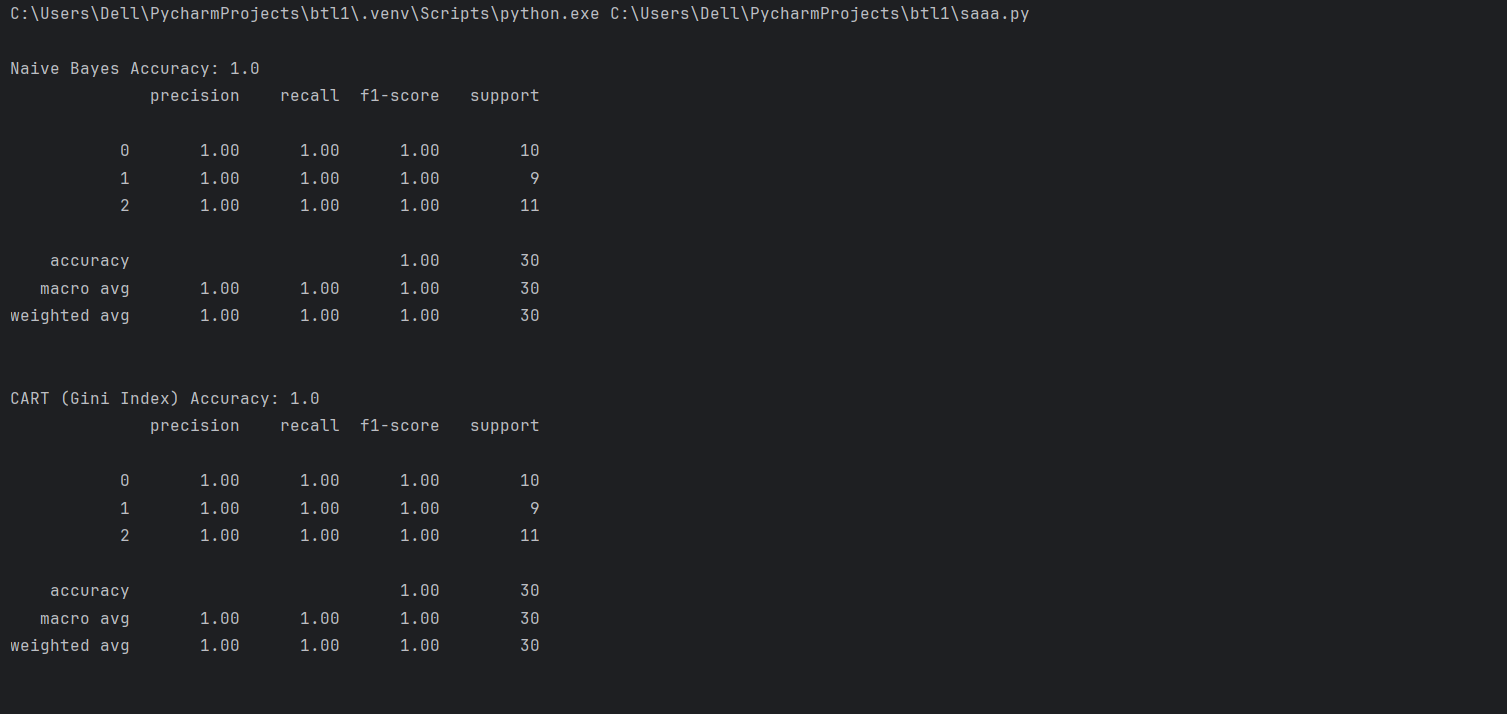 C:\Users\Dell\PycharmProjects\btl1\.venv\Scripts\python.exe C:\Users\Dell\PycharmProjects\btl1\saaa.py
Naive Bayes Accuracy: 1.0
              precision    recall  f1-score   support
           0       1.00      1.00      1.00        10
           1       1.00      1.00      1.00         9
           2       1.00      1.00      1.00        11
    accuracy                           1.00        30
   macro avg       1.00      1.00      1.00        30
weighted avg       1.00      1.00      1.00        30
CART (Gini Index) Accuracy: 1.0
              precision    recall  f1-score   support
           0       1.00      1.00      1.00        10
           1       1.00      1.00      1.00         9
           2       1.00      1.00      1.00        11
    accuracy                           1.00        30
   macro avg       1.00      1.00      1.00        30
weighted avg       1.00      1.00      1.00        30